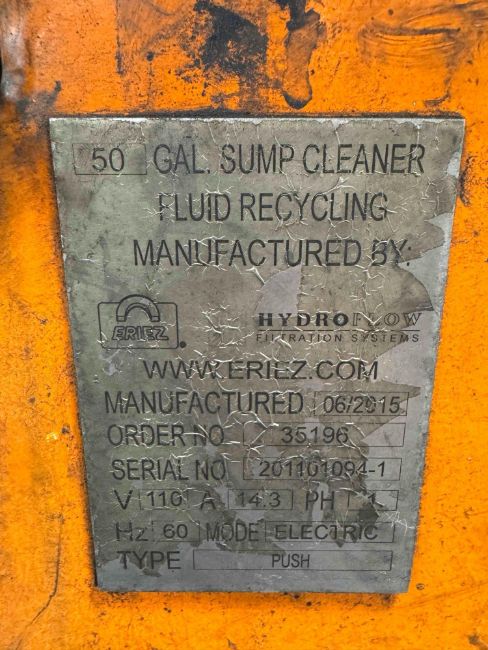 50 GAL. SUMP CLEANER
FLUID RECYCLING
MANUFACTURED BY:
ERIEZ ® HYDROFLOW
FILTRATION SYSTEMS
WWW.ERIEZ.COM
MANUFACTURED 06/2015
ORDER NO 35196
SERIAL NO 201101094-1
V 110 A 14.3 PH 1
Hz 60 MODE ELECTRIC
TYPE PUSH